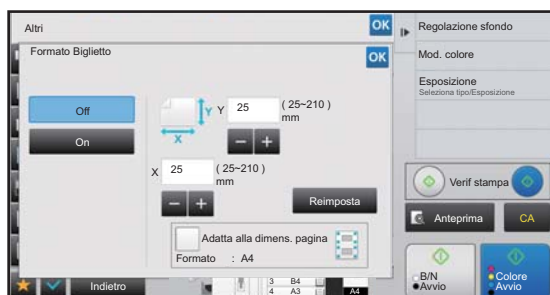 Altri
OK
Formato Biglietto
OK
Off
On
Y
Y 25 ( 25~210 )
mm
X
X 25 ( 25~210 )
mm
Reimposta
Adatta alla dimens. pagina
Formato : A4
Indietro
3 B4
4 A3
A4
Regolazione sfondo
Mod. colore
Esposizione
Seleziona tipo/Esposizione
Verif stampa
Anteprima
CA
B/N
Avvio
Colore
Avvio